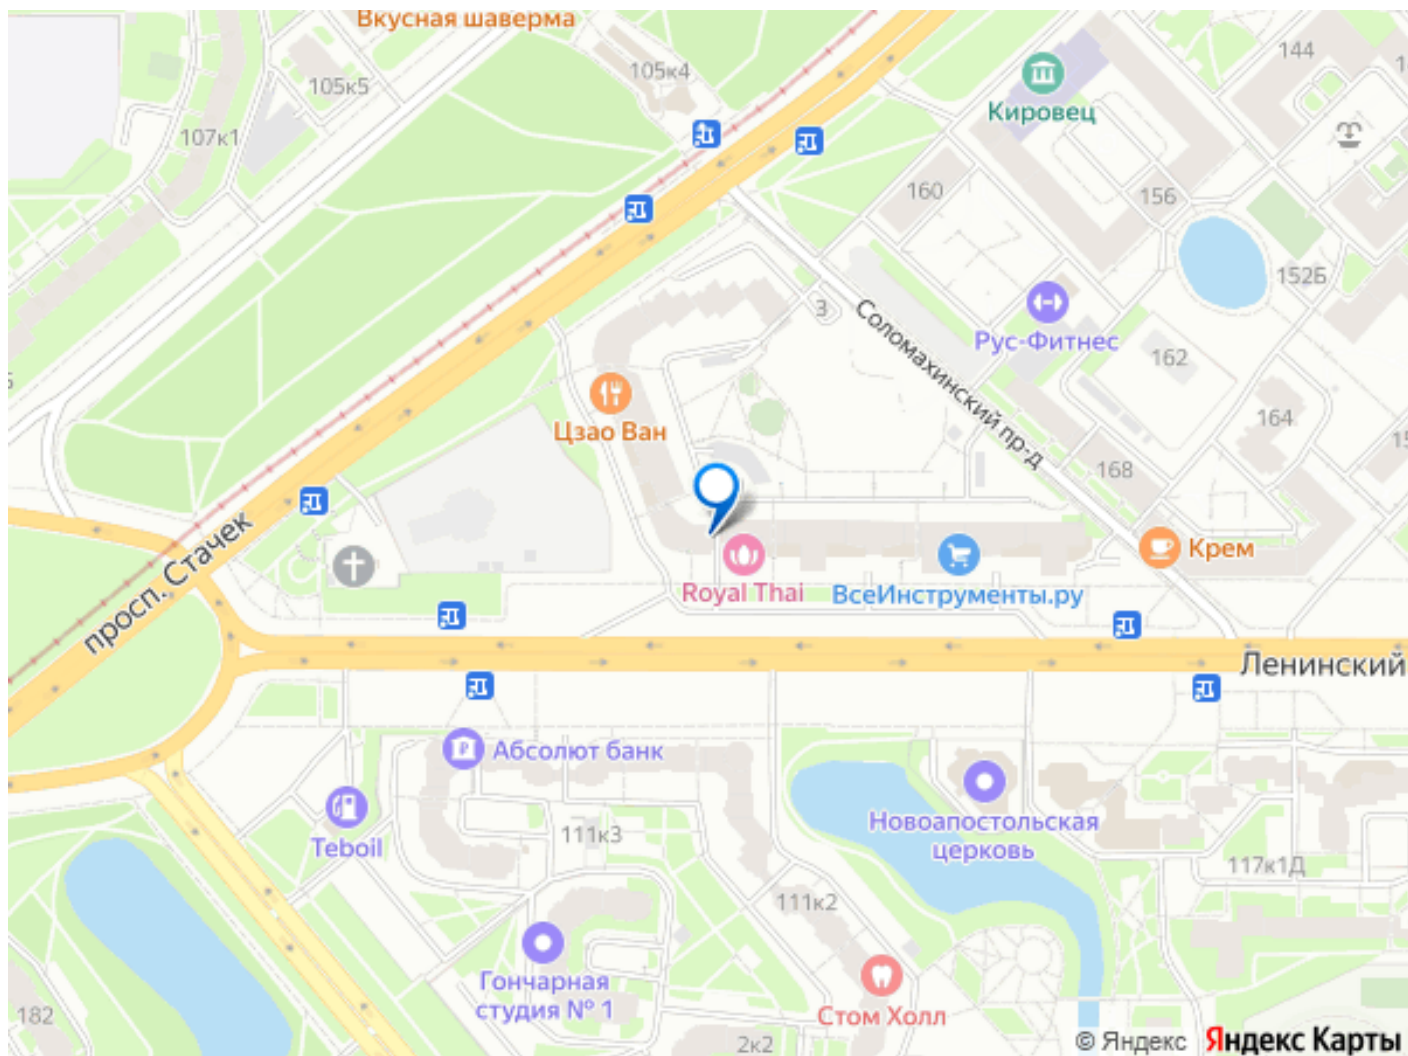 Вкусная шаверма
105к4
105к5
107к1
144
Кировец
160
156
152Б
3
Соломахинский пр-д
Рус-Фитнес
162
164
168
Цзао Ван
просп. Стачек
Royal Thai
ВсеИнструменты.ру
Крем
Ленинский
Абсолют банк
Teboil
111к3
Новоапостольская
церковь
117к1Д
111к2
Гончарная
студия № 1
Стом Холл
182
2к2
© Яндекс Яндекс Карты